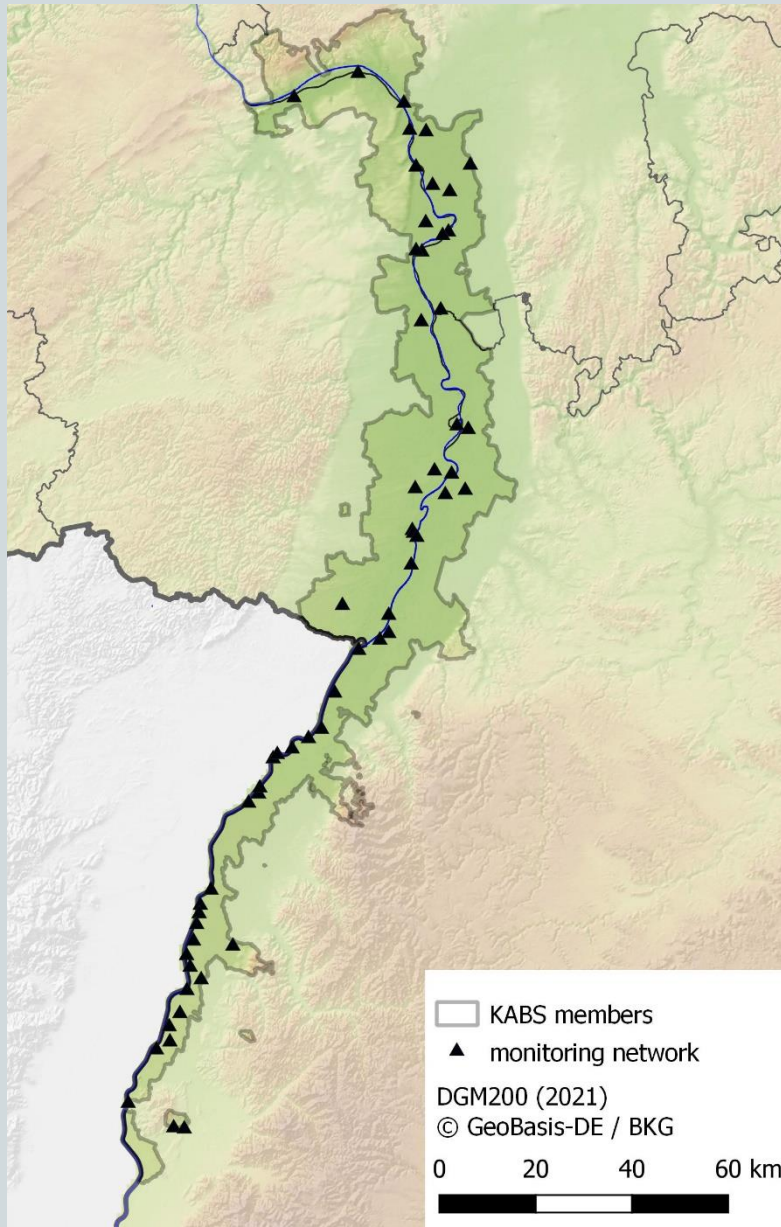 KABS members
monitoring network
DGM200 (2021)
© GeoBasis-DE / BKG
0 20 40 60 km